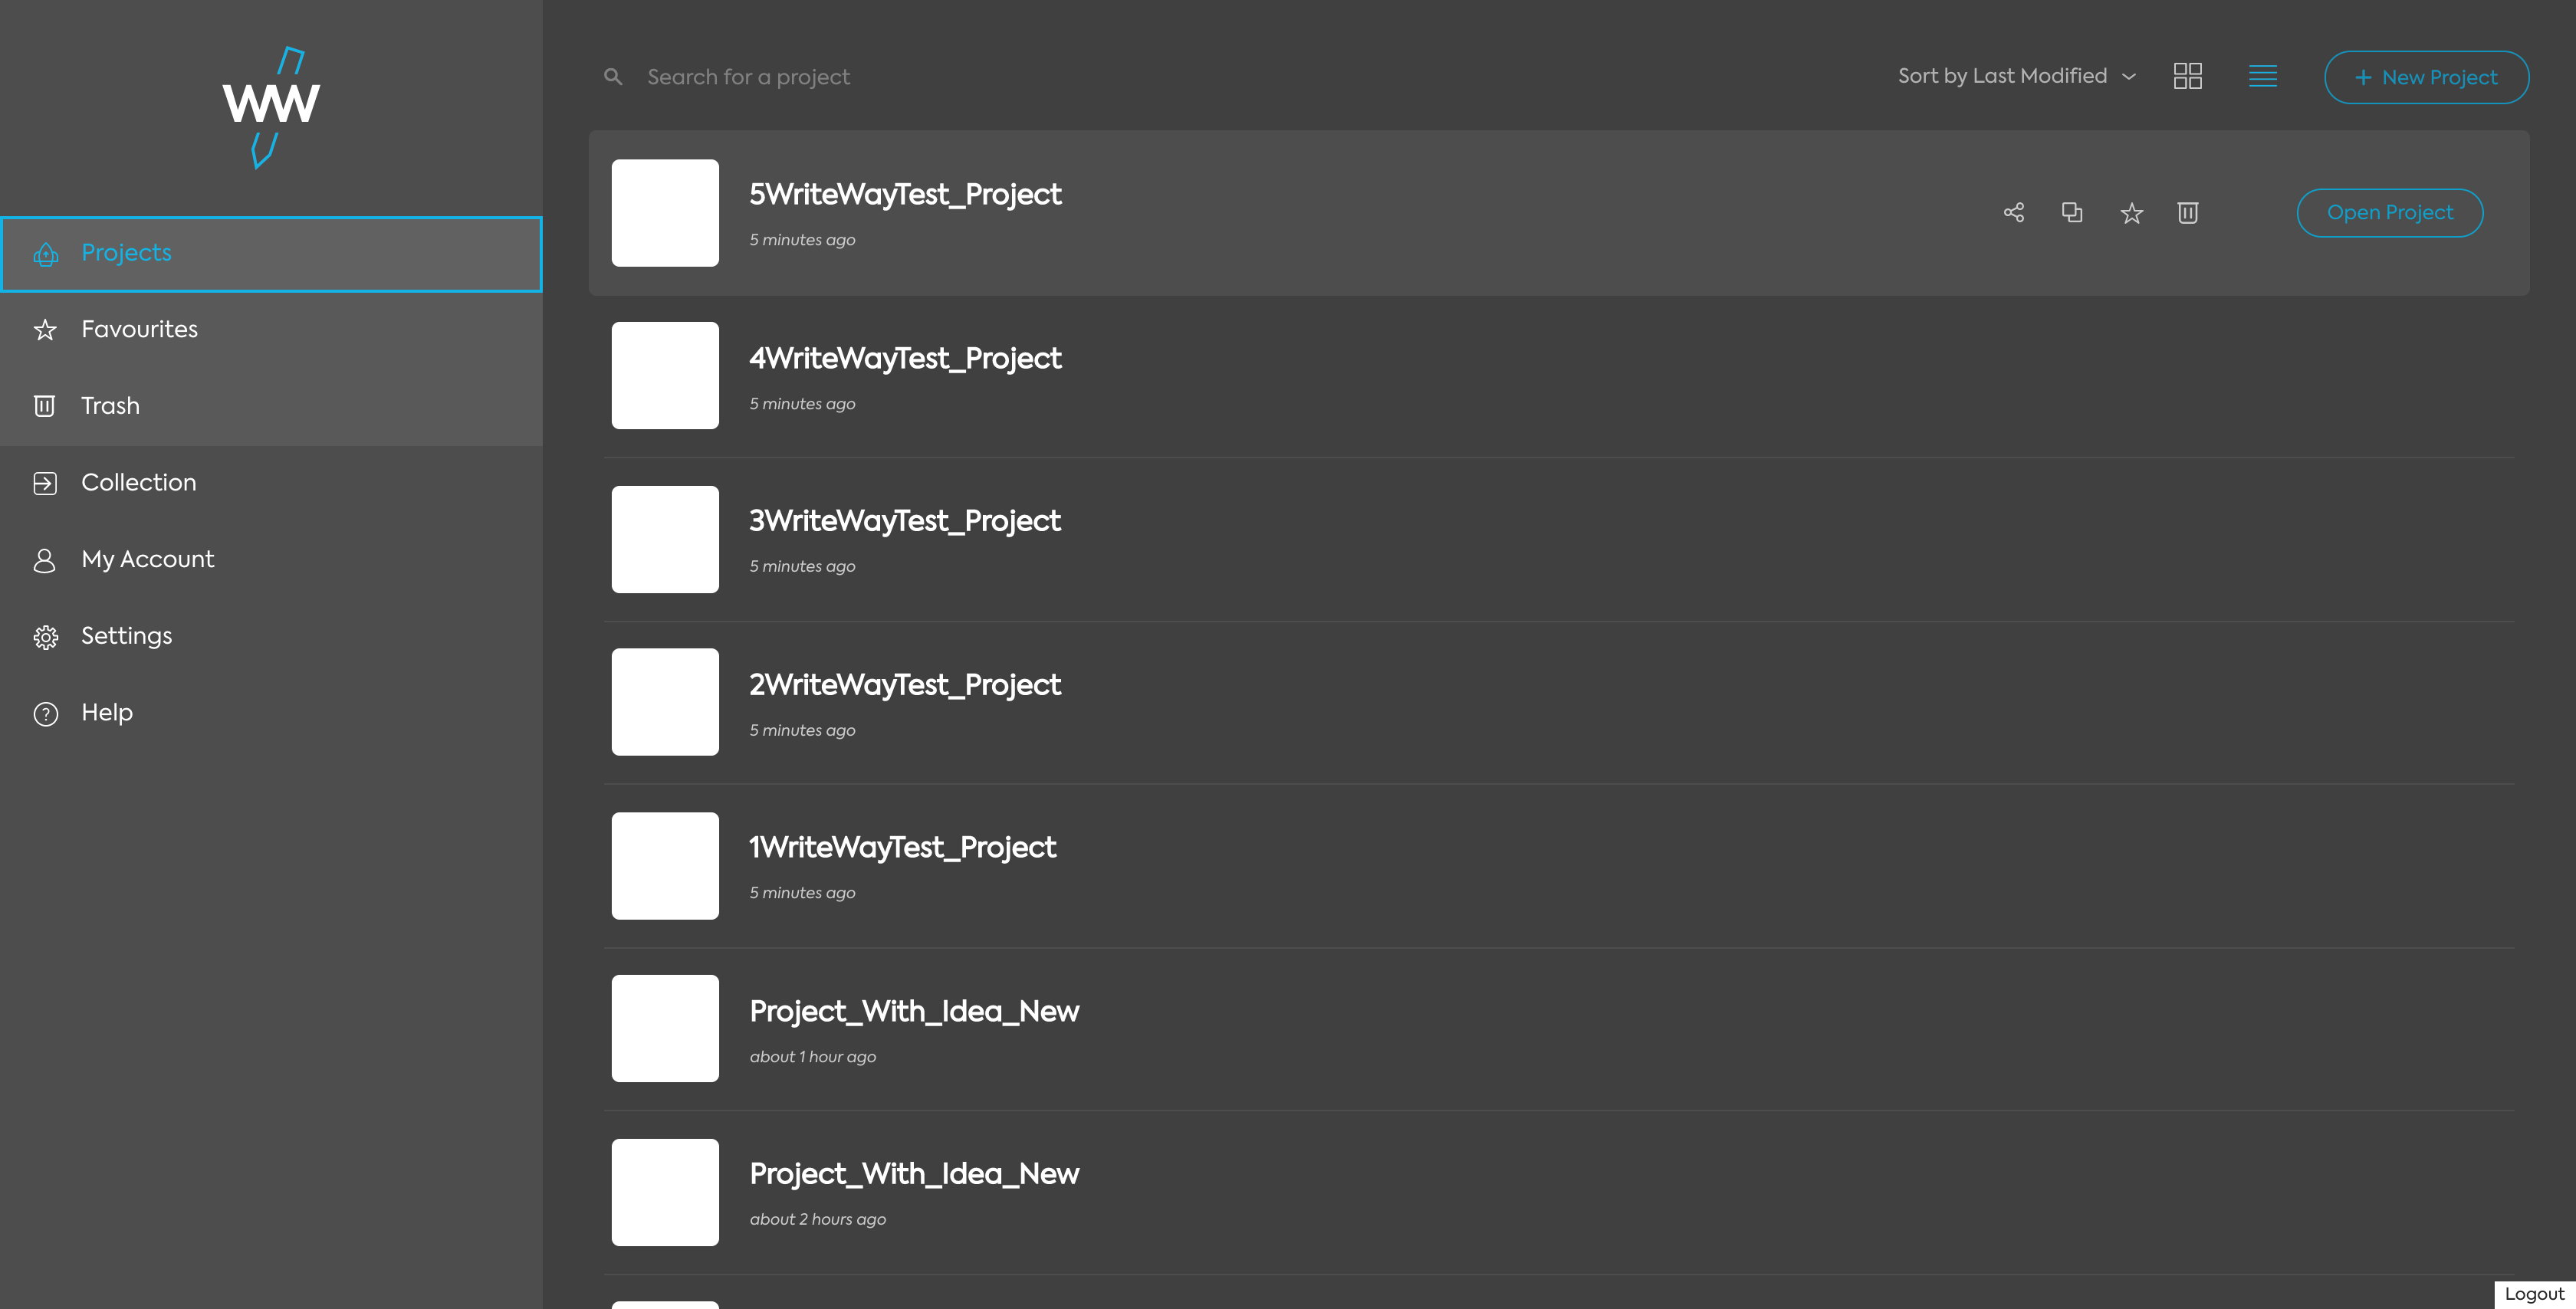 WW
Projects
Favourites
Trash
Collection
My Account
Settings
Help
Search for a project
Sort by Last Modified
+ New Project
5WriteWayTest_Project
5 minutes ago
Open Project
4WriteWayTest_Project
5 minutes ago
3WriteWayTest_Project
5 minutes ago
2WriteWayTest_Project
5 minutes ago
1WriteWayTest_Project
5 minutes ago
Project_With_Idea_New
about 1 hour ago
Project_With_Idea_New
about 2 hours ago
Logout